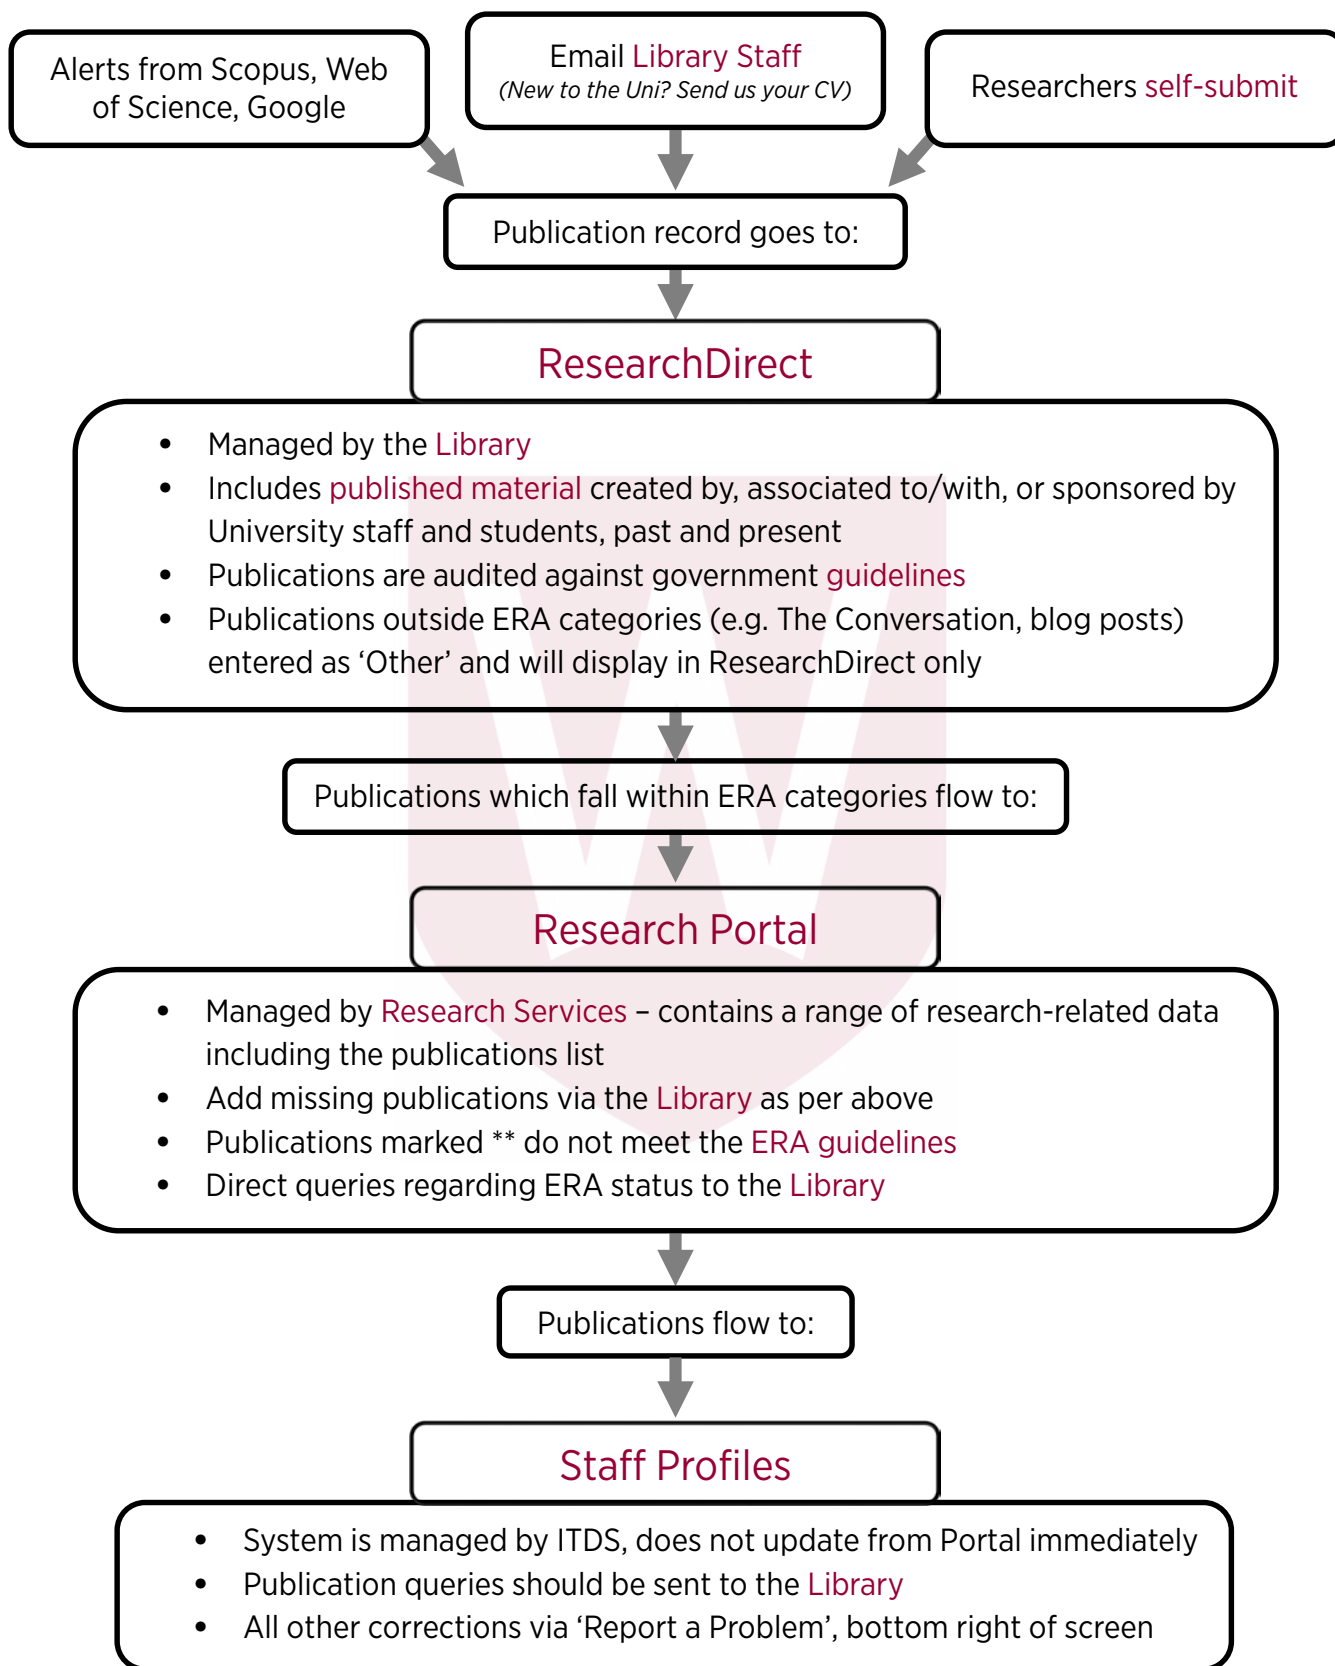 Alerts from Scopus, Web
of Science, Google
Email Library Staff
(New to the Uni? Send us your CV)
Researchers self-submit
Publication record goes to:
ResearchDirect
• Managed by the Library
• Includes published material created by, associated to/with, or sponsored by
University staff and students, past and present
• Publications are audited against government guidelines
• Publications outside ERA categories (e.g. The Conversation, blog posts)
entered as ‘Other’ and will display in ResearchDirect only
Publications which fall within ERA categories flow to:
Research Portal
• Managed by Research Services – contains a range of research-related data
including the publications list
• Add missing publications via the Library as per above
• Publications marked ** do not meet the ERA guidelines
• Direct queries regarding ERA status to the Library
Publications flow to:
Staff Profiles
• System is managed by ITDS, does not update from Portal immediately
• Publication queries should be sent to the Library
• All other corrections via ‘Report a Problem’, bottom right of screen